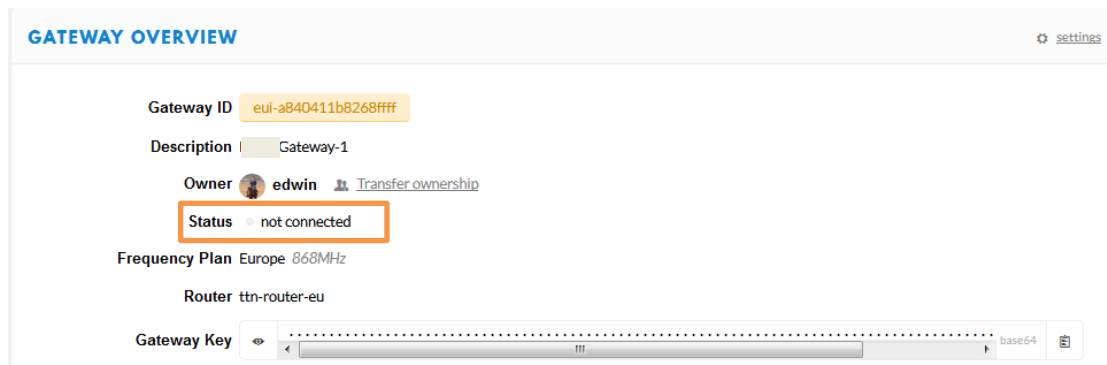 GATEWAY OVERVIEW
settings
Gateway ID eui-a840411b8268ffff
Description Gateway-1
Owner edwin Transfer ownership
Status not connected
Frequency Plan Europe 868MHz
Router ttn-router-eu
Gateway Key base64